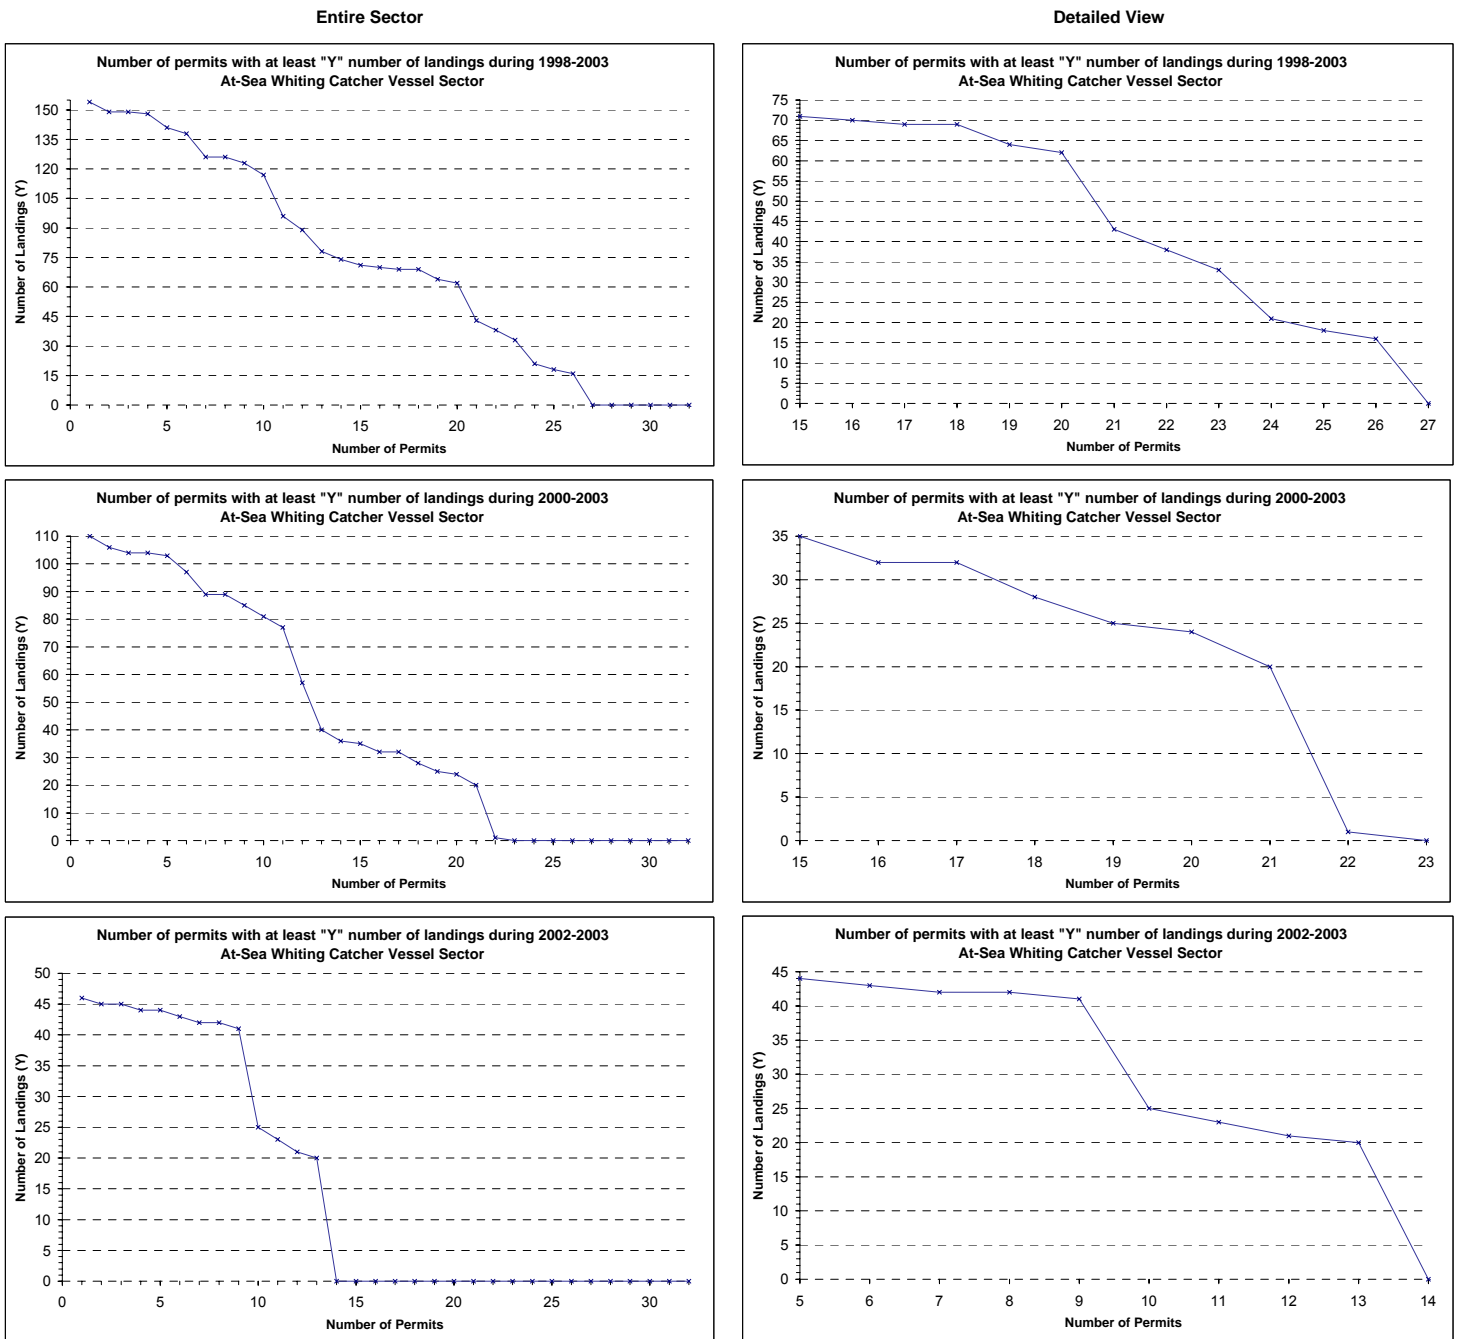 Entire Sector
Detailed View
Number of permits with at least "Y" number of landings during 1998-2003
At-Sea Whiting Catcher Vessel Sector
150
135
120
105
90
75
60
45
30
15
0
Number of Landings (Y)
0 5 10 15 20 25 30
Number of Permits
Number of permits with at least "Y" number of landings during 1998-2003
At-Sea Whiting Catcher Vessel Sector
75
70
65
60
55
50
45
40
35
30
25
20
15
10
5
0
Number of Landings (Y)
15 16 17 18 19 20 21 22 23 24 25 26 27
Number of Permits
Number of permits with at least "Y" number of landings during 2000-2003
At-Sea Whiting Catcher Vessel Sector
110
100
90
80
70
60
50
40
30
20
10
0
Number of Landings (Y)
0 5 10 15 20 25 30
Number of Permits
Number of permits with at least "Y" number of landings during 2000-2003
At-Sea Whiting Catcher Vessel Sector
35
30
25
20
15
10
5
0
Number of Landings (Y)
15 16 17 18 19 20 21 22 23
Number of Permits
Number of permits with at least "Y" number of landings during 2002-2003
At-Sea Whiting Catcher Vessel Sector
50
45
40
35
30
25
20
15
10
5
0
Number of Landings (Y)
0 5 10 15 20 25 30
Number of Permits
Number of permits with at least "Y" number of landings during 2002-2003
At-Sea Whiting Catcher Vessel Sector
45
40
35
30
25
20
15
10
5
0
Number of Landings (Y)
5 6 7 8 9 10 11 12 13 14
Number of Permits